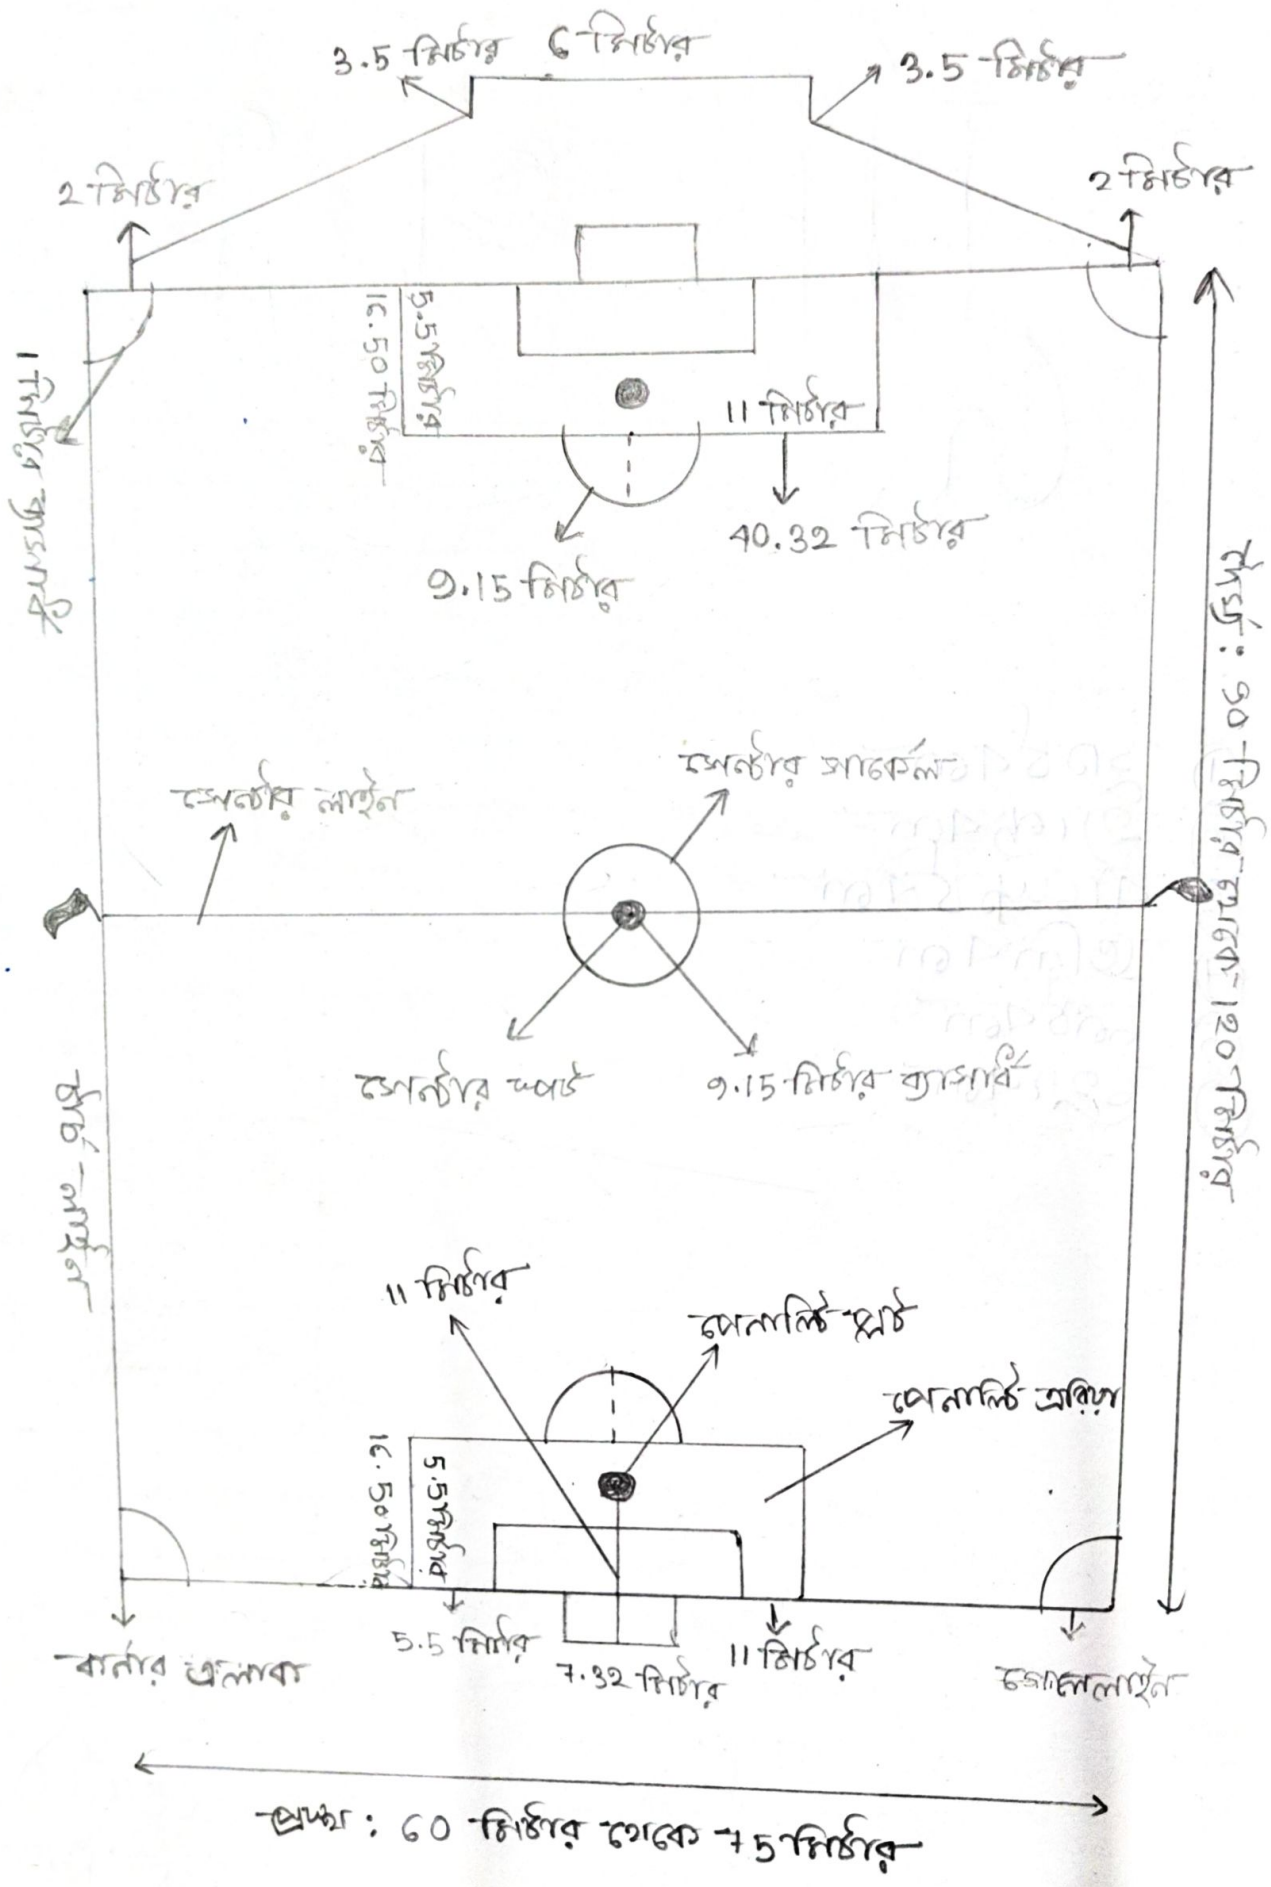 3.5 মিটার
6 মিটার
3.5 মিটার
2 মিটার
2 মিটার
5.5 মিটার
16.50 মিটার
1 মিটার ব্যাসার্ধ
11 মিটার
40.32 মিটার
9.15 মিটার
দৈর্ঘ্য: 90 মিটার থেকে 120 মিটার
সেন্টার সার্কেল
সেন্টার লাইন
সেন্টার স্পট
9.15 মিটার ব্যাসার্ধ
টাচ লাইন
11 মিটার
পেনাল্টি স্পট
পেনাল্টি এরিয়া
16.50 মিটার
5.5 মিটার
5.5 মিটার
7.32 মিটার
11 মিটার
কর্নার এলাকা
গোললাইন
প্রস্থ: 60 মিটার থেকে 75 মিটার